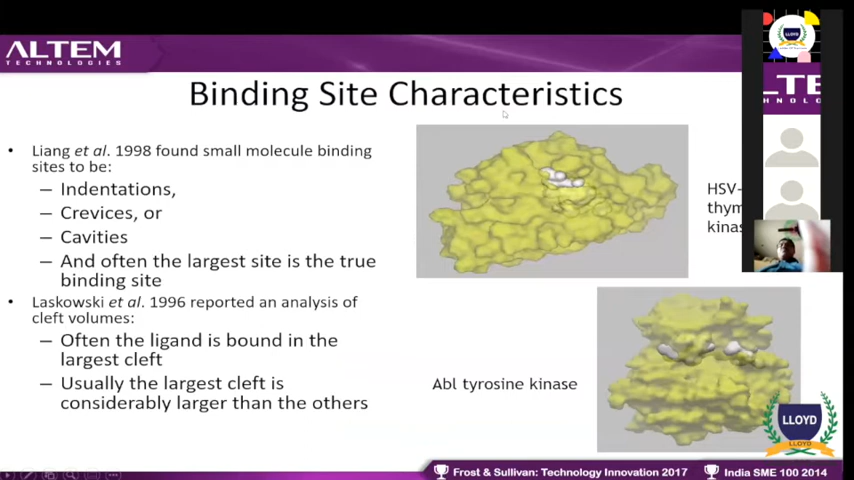 ALTEM
TECHNOLOGIES
Binding Site Characteristics
• Liang et al. 1998 found small molecule binding
sites to be:
– Indentations,
– Crevices, or
– Cavities
– And often the largest site is the true
binding site
• Laskowski et al. 1996 reported an analysis of
cleft volumes:
– Often the ligand is bound in the
largest cleft
– Usually the largest cleft is
considerably larger than the others
HSV-
thym
kinas
Abl tyrosine kinase
LLOYD
LTE
HNOLO
LLOYD
Frost & Sullivan: Technology Innovation 2017
India SME 100 2014